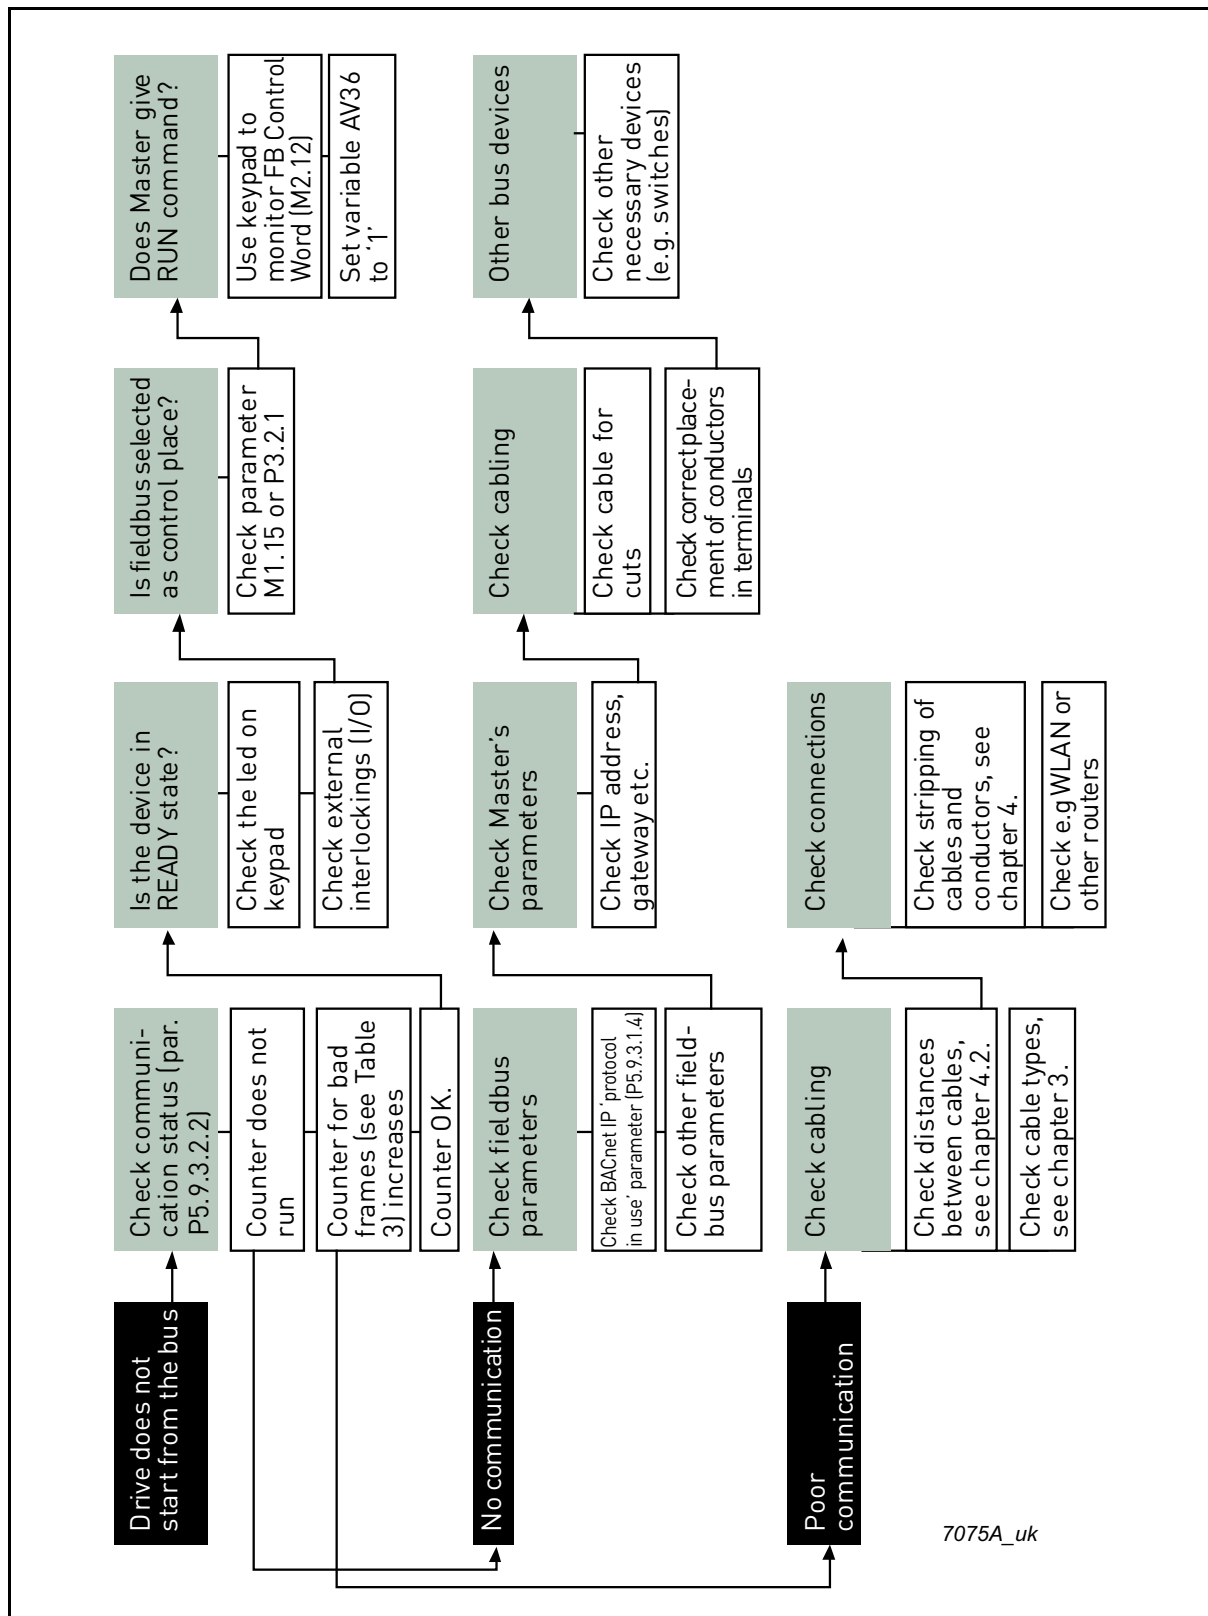 Drive does not
start from the bus
Check communi-
cation status (par.
P5.9.3.2.2)
Counter does not
run
Counter for bad
frames (see Table
3) increases
Counter OK.
Is the device in
READY state?
Check the led on
keypad
Check external
interlockings (I/O)
Is fieldbus selected
as control place?
Check parameter
M1.15 or P3.2.1
Does Master give
RUN command?
Use keypad to
monitor FB Control
Word (M2.12)
Set variable AV36
to ‘1’
No communication
Check fieldbus
parameters
Check BACnet IP ‘protocol
in use’ parameter (P5.9.3.1.4)
Check other field-
bus parameters
Check Master’s
parameters
Check IP address,
gateway etc.
Check cabling
Check cable for
cuts
Check correctplace-
ment of conductors
in terminals
Other bus devices
Check other
necessary devices
(e.g. switches)
Poor
communication
Check cabling
Check distances
between cables,
see chapter 4.2.
Check cable types,
see chapter 3.
Check connections
Check stripping of
cables and
conductors, see
chapter 4.
Check e.g WLAN or
other routers
7075A_uk